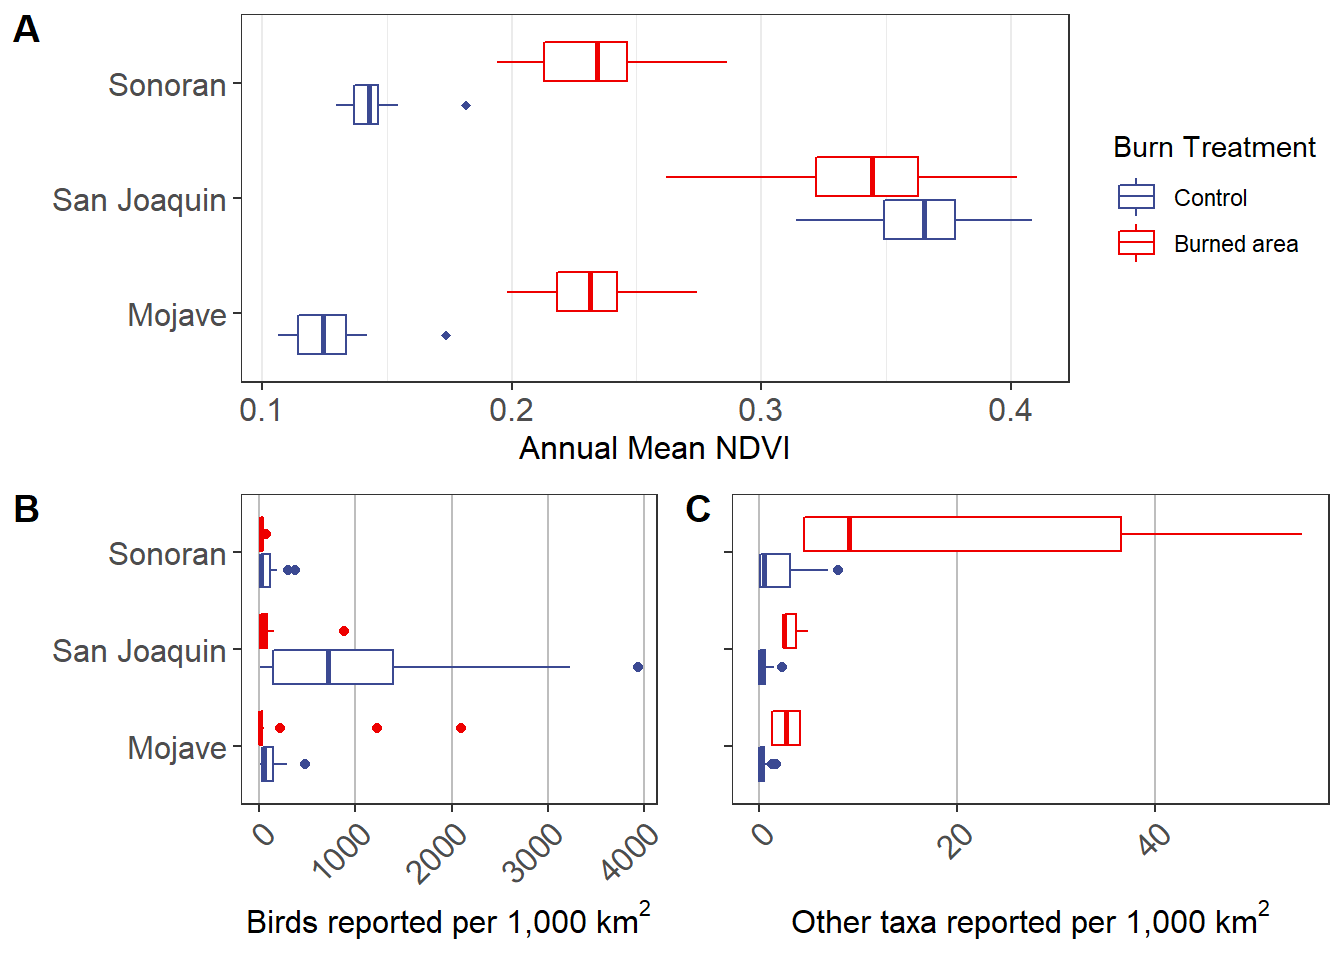 A
Sonoran
San Joaquin
Mojave
0.1 0.2 0.3 0.4
Annual Mean NDVI
Burn Treatment
Control
Burned area
B
Sonoran
San Joaquin
Mojave
0 1000 2000 3000 4000
Birds reported per 1,000 km²
C
0 20 40
Other taxa reported per 1,000 km²